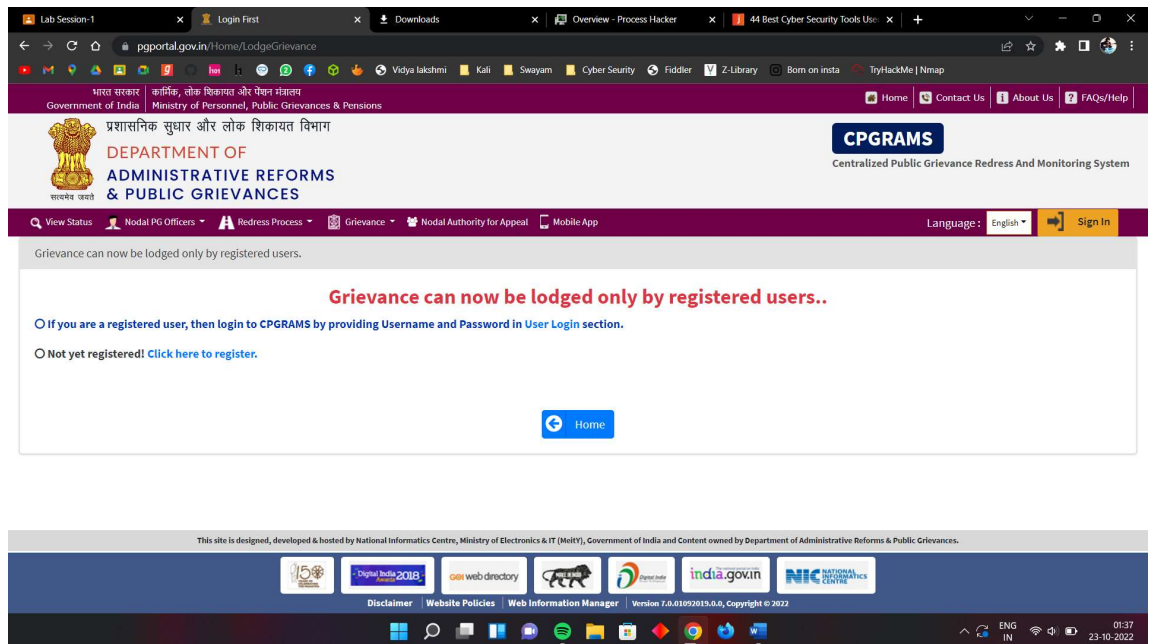 Lab Session-1
Login First
Downloads
Overview - Process Hacker
44 Best Cyber Security Tools Use
pgportal.gov.in/Home/LodgeGrievance
Vidya lakshmi
Kali
Swayam
Cyber Seurity
Fiddler
Z-Library
Born on insta
TryHackMe | Nmap
भारत सरकार
कार्मिक, लोक शिकायत और पेंशन मंत्रालय
Government of India
Ministry of Personnel, Public Grievances & Pensions
Home
Contact Us
About Us
FAQs/Help
प्रशासनिक सुधार और लोक शिकायत विभाग
DEPARTMENT OF
ADMINISTRATIVE REFORMS
& PUBLIC GRIEVANCES
सत्यमेव जयते
CPGRAMS
Centralized Public Grievance Redress And Monitoring System
View Status
Nodal PG Officers
Redress Process
Grievance
Nodal Authority for Appeal
Mobile App
Language :
English
Sign In
Grievance can now be lodged only by registered users.
Grievance can now be lodged only by registered users..
If you are a registered user, then login to CPGRAMS by providing Username and Password in User Login section.
Not yet registered! Click here to register.
Home
This site is designed, developed & hosted by National Informatics Centre, Ministry of Electronics & IT (MeitY), Government of India and Content owned by Department of Administrative Reforms & Public Grievances.
Digital India 2018
Awards
GOI web directory
Digital India
india.gov.in
NIC NATIONAL INFORMATICS CENTRE
Disclaimer
Website Policies
Web Information Manager
Version 7.0.01092019.0.0, Copyright © 2022
ENG
IN
01:37
23-10-2022